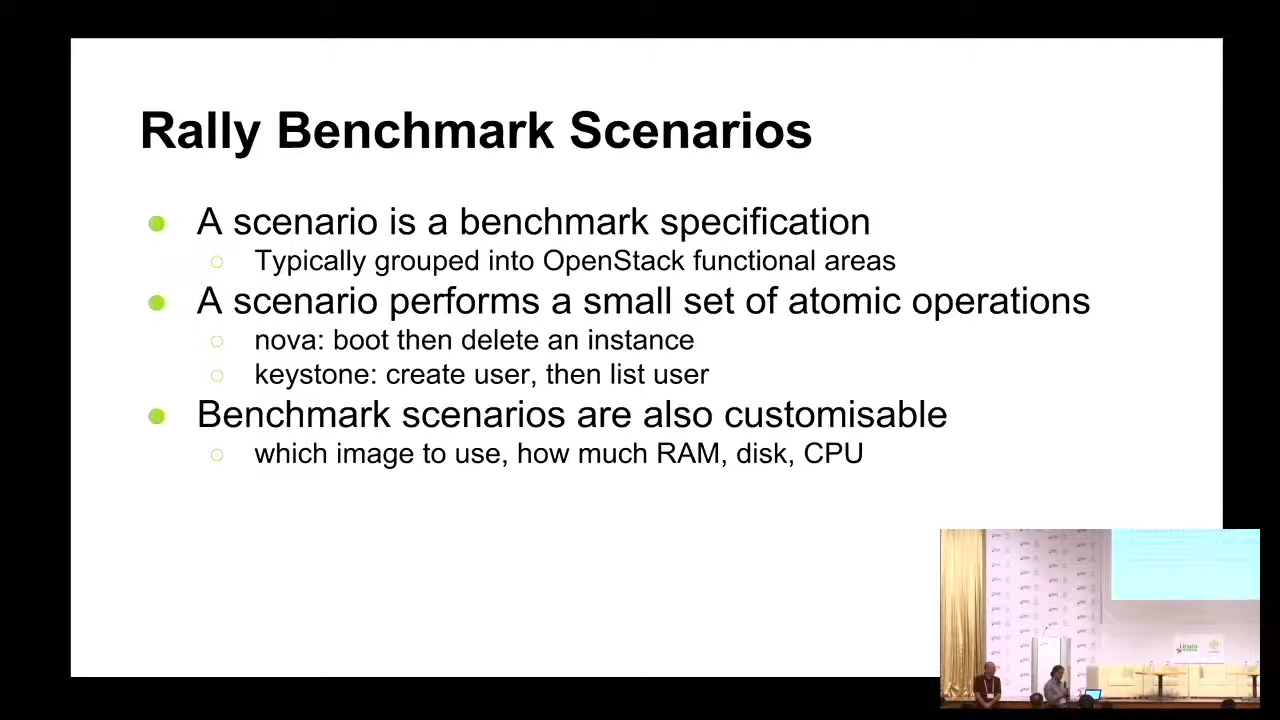 Rally Benchmark Scenarios
A scenario is a benchmark specification
Typically grouped into OpenStack functional areas
A scenario performs a small set of atomic operations
nova: boot then delete an instance
keystone: create user, then list user
Benchmark scenarios are also customisable
which image to use, how much RAM, disk, CPU
Linaro